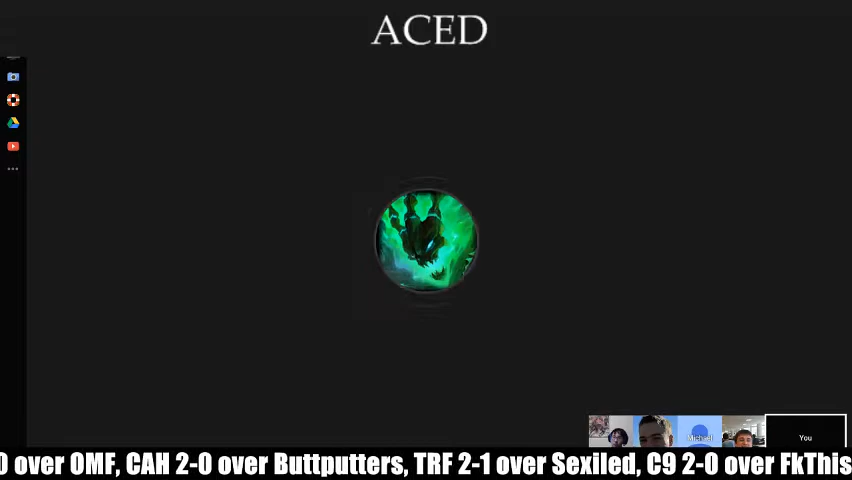 ACED
Michael
You
0 over OMF, CAH 2-0 over Buttputters, TRF 2-1 over Sexiled, C9 2-0 over FkThis